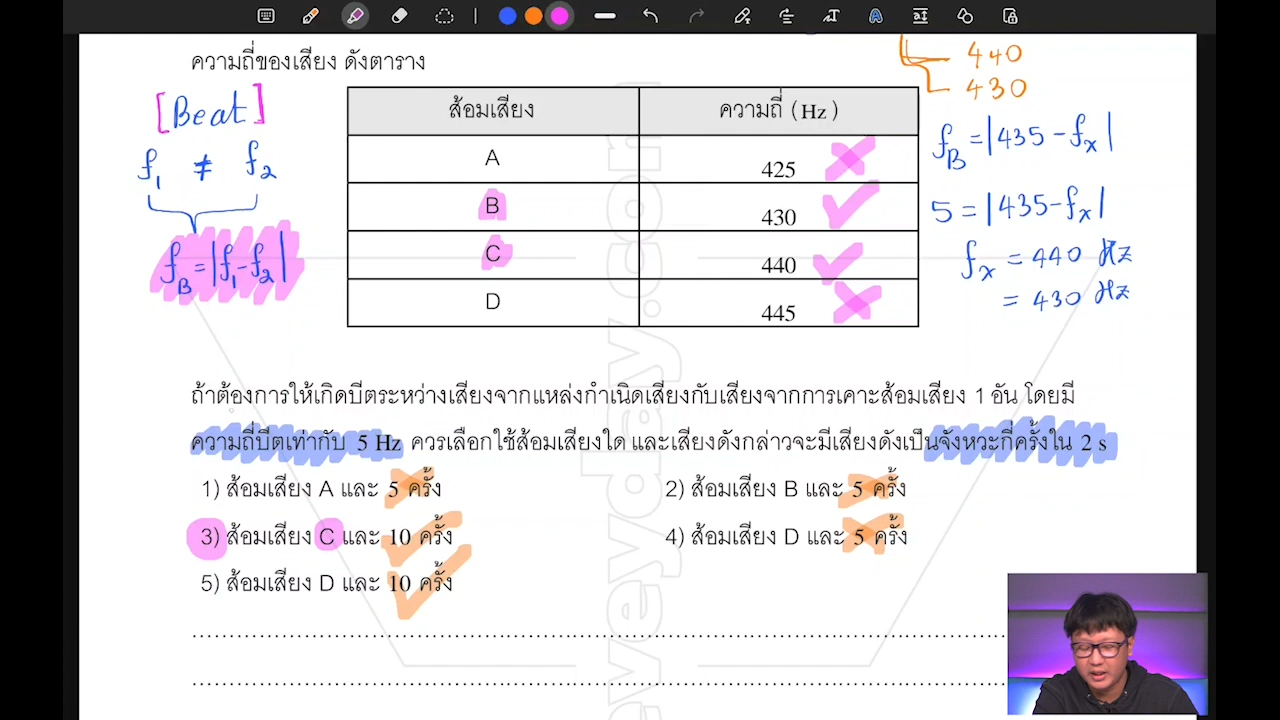 440
ความถี่ของเสียง ดังตาราง
430
[Beat]
ส้อมเสียง ความถี่ (Hz)
f_B = |435 - f_x|
f_1 ≠ f_2
A 425
B 430
5 = |435 - f_x|
f_B = |f_1 - f_2|
C 440
f_x = 440 Hz
D 445
= 430 Hz
ถ้าต้องการให้เกิดบีตระหว่างเสียงจากแหล่งกำเนิดเสียงกับเสียงจากการเคาะส้อมเสียง 1 อัน โดยมี
ความถี่บีตเท่ากับ 5 Hz ควรเลือกใช้ส้อมเสียงใด และเสียงดังกล่าวจะมีเสียงดังเป็นจังหวะกี่ครั้งใน 2 s
1) ส้อมเสียง A และ 5 ครั้ง 2) ส้อมเสียง B และ 5 ครั้ง
3) ส้อมเสียง C และ 10 ครั้ง 4) ส้อมเสียง D และ 5 ครั้ง
5) ส้อมเสียง D และ 10 ครั้ง